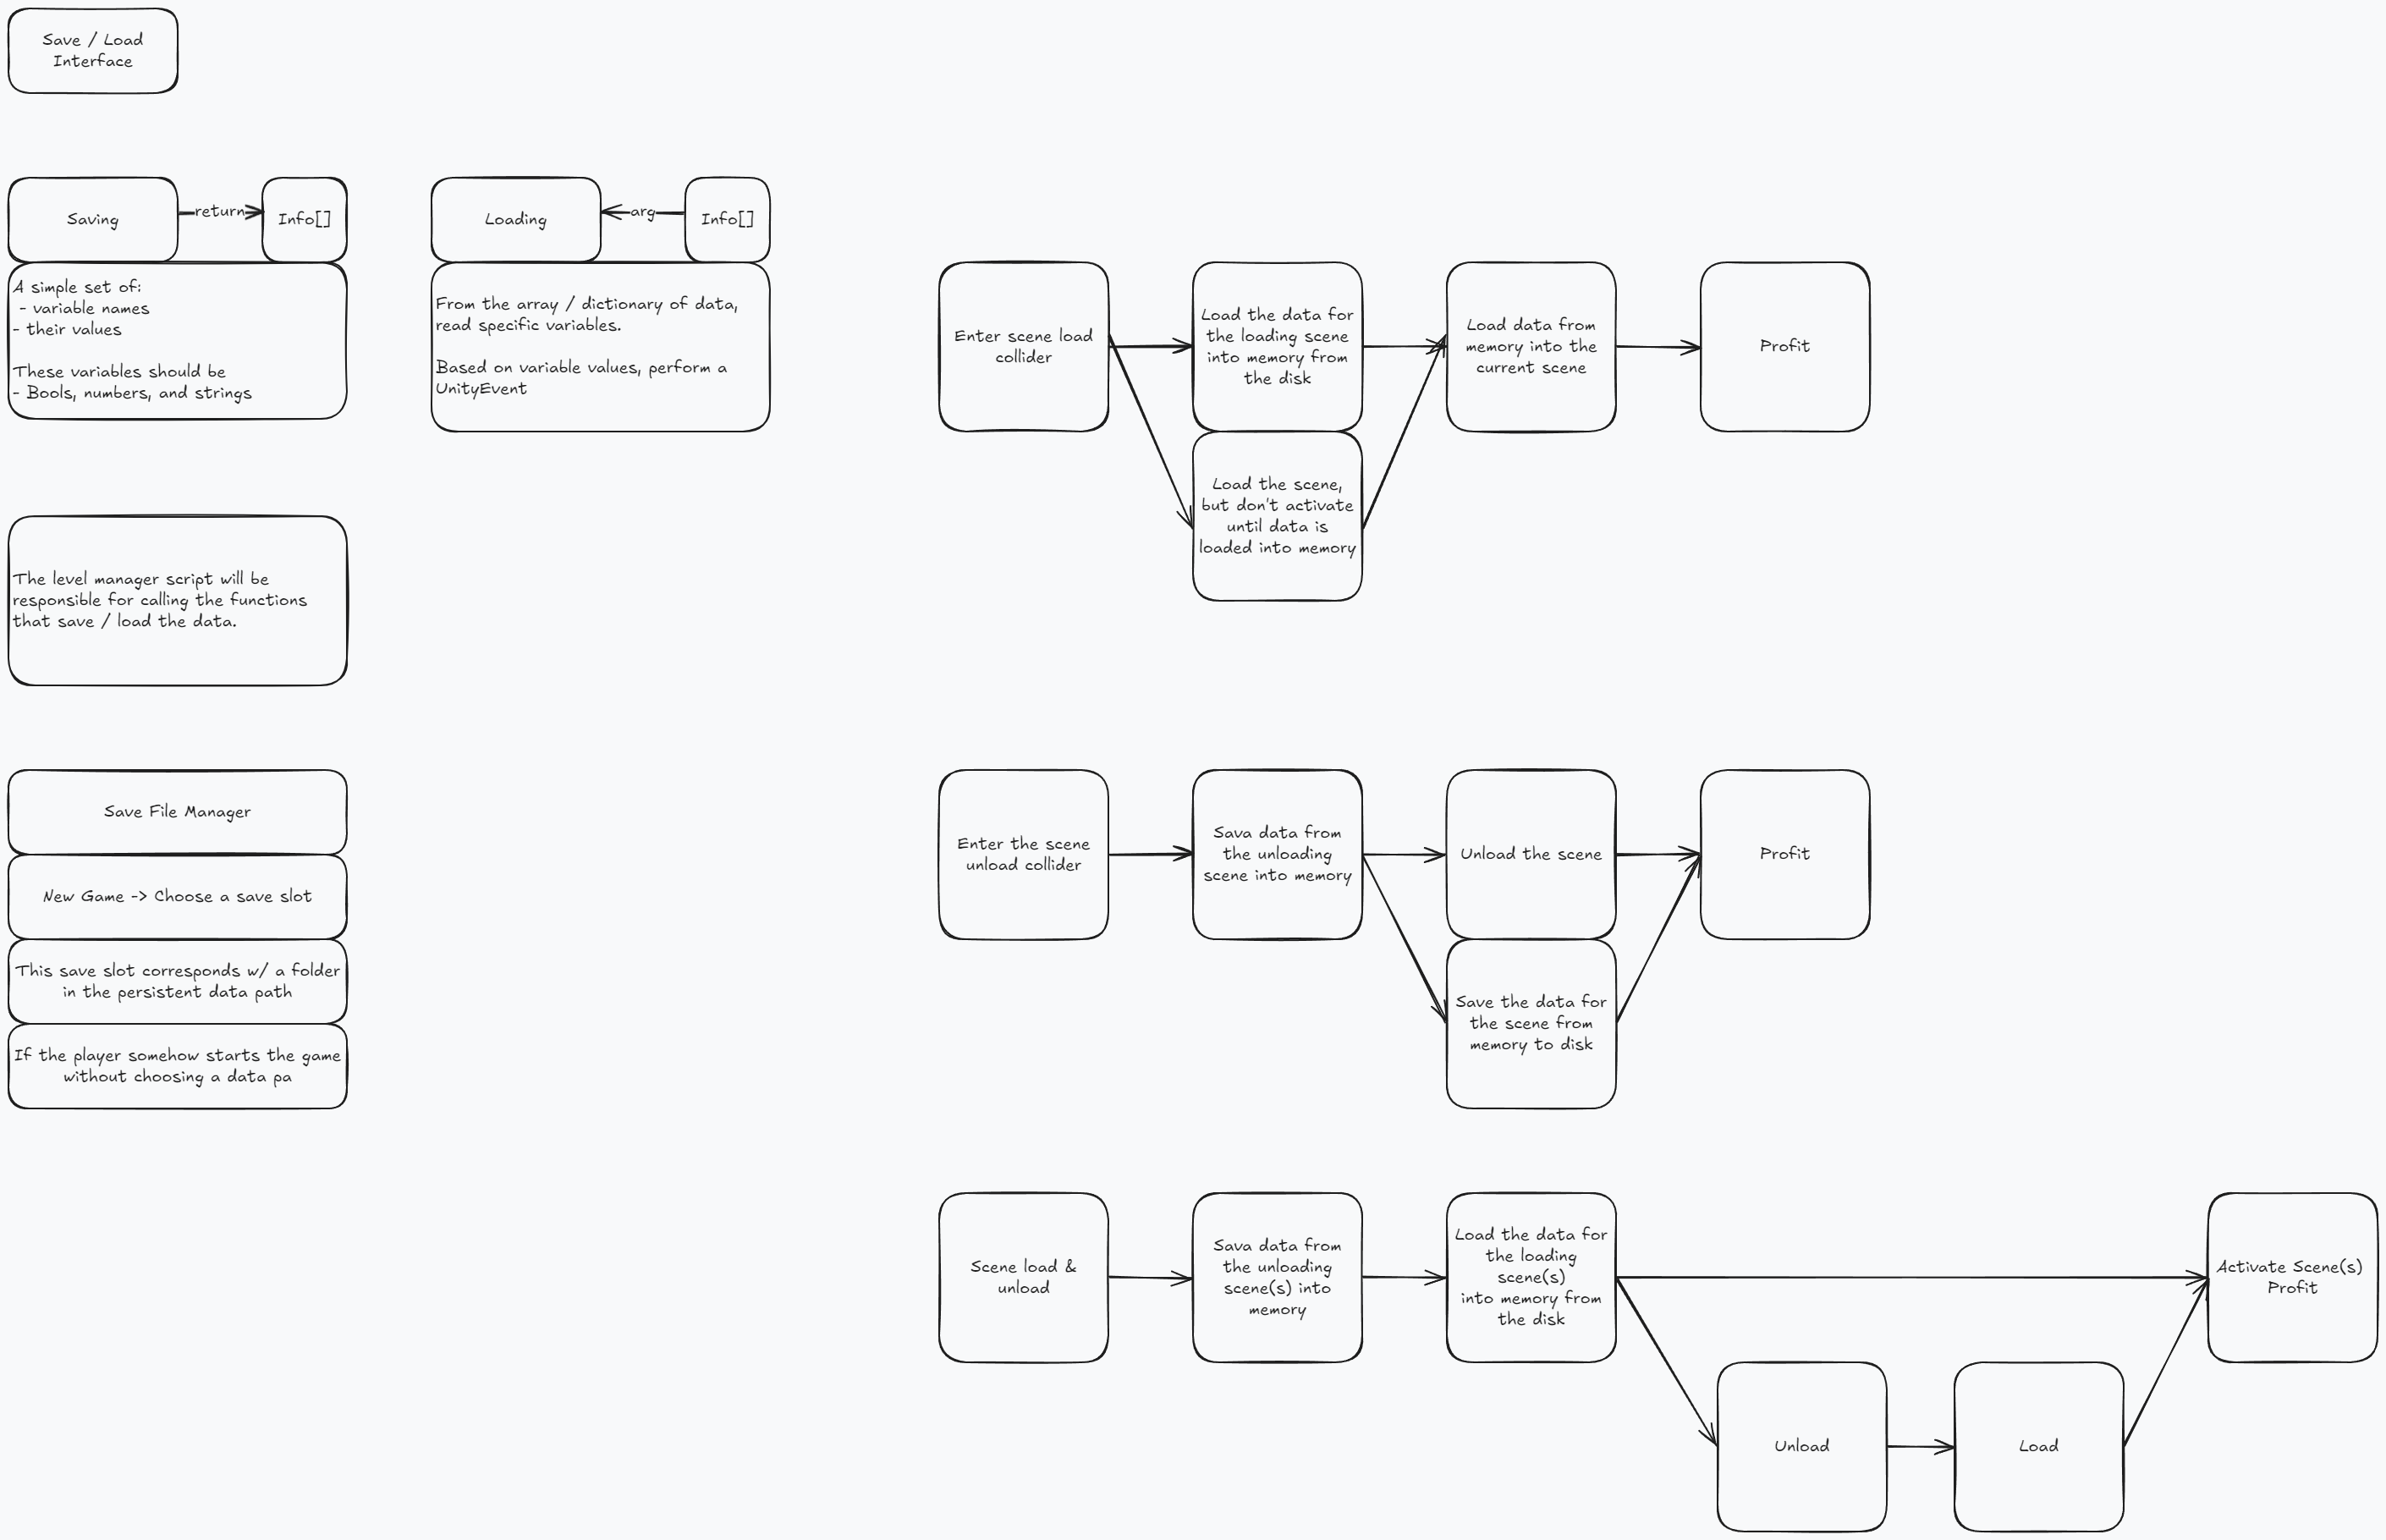 Save / Load
Interface
Saving
return
Info[]
A simple set of:
- variable names
- their values
These variables should be
- Bools, numbers, and strings
Loading
arg
Info[]
From the array / dictionary of data,
read specific variables.
Based on variable values, perform a
UnityEvent
The level manager script will be
responsible for calling the functions
that save / load the data.
Save File Manager
New Game -> Choose a save slot
This save slot corresponds w/ a folder
in the persistent data path
If the player somehow starts the game
without choosing a data pa
Enter scene load
collider
Load the data for
the loading scene
into memory from
the disk
Load the scene,
but don't activate
until data is
loaded into memory
Load data from
memory into the
current scene
Profit
Enter the scene
unload collider
Sava data from
the unloading
scene into memory
Unload the scene
Save the data for
the scene from
memory to disk
Profit
Scene load &
unload
Sava data from
the unloading
scene(s) into
memory
Load the data for
the loading
scene(s)
into memory from
the disk
Unload
Load
Activate Scene(s)
Profit